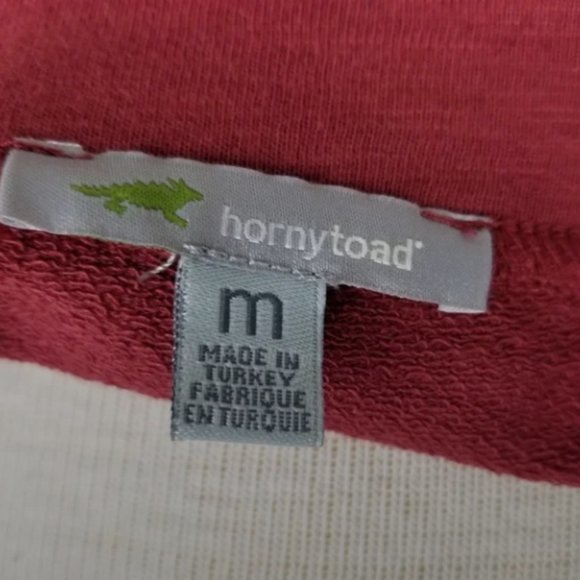 hornytoad
m
MADE IN
TURKEY
FABRIQUE
EN TURQUIE